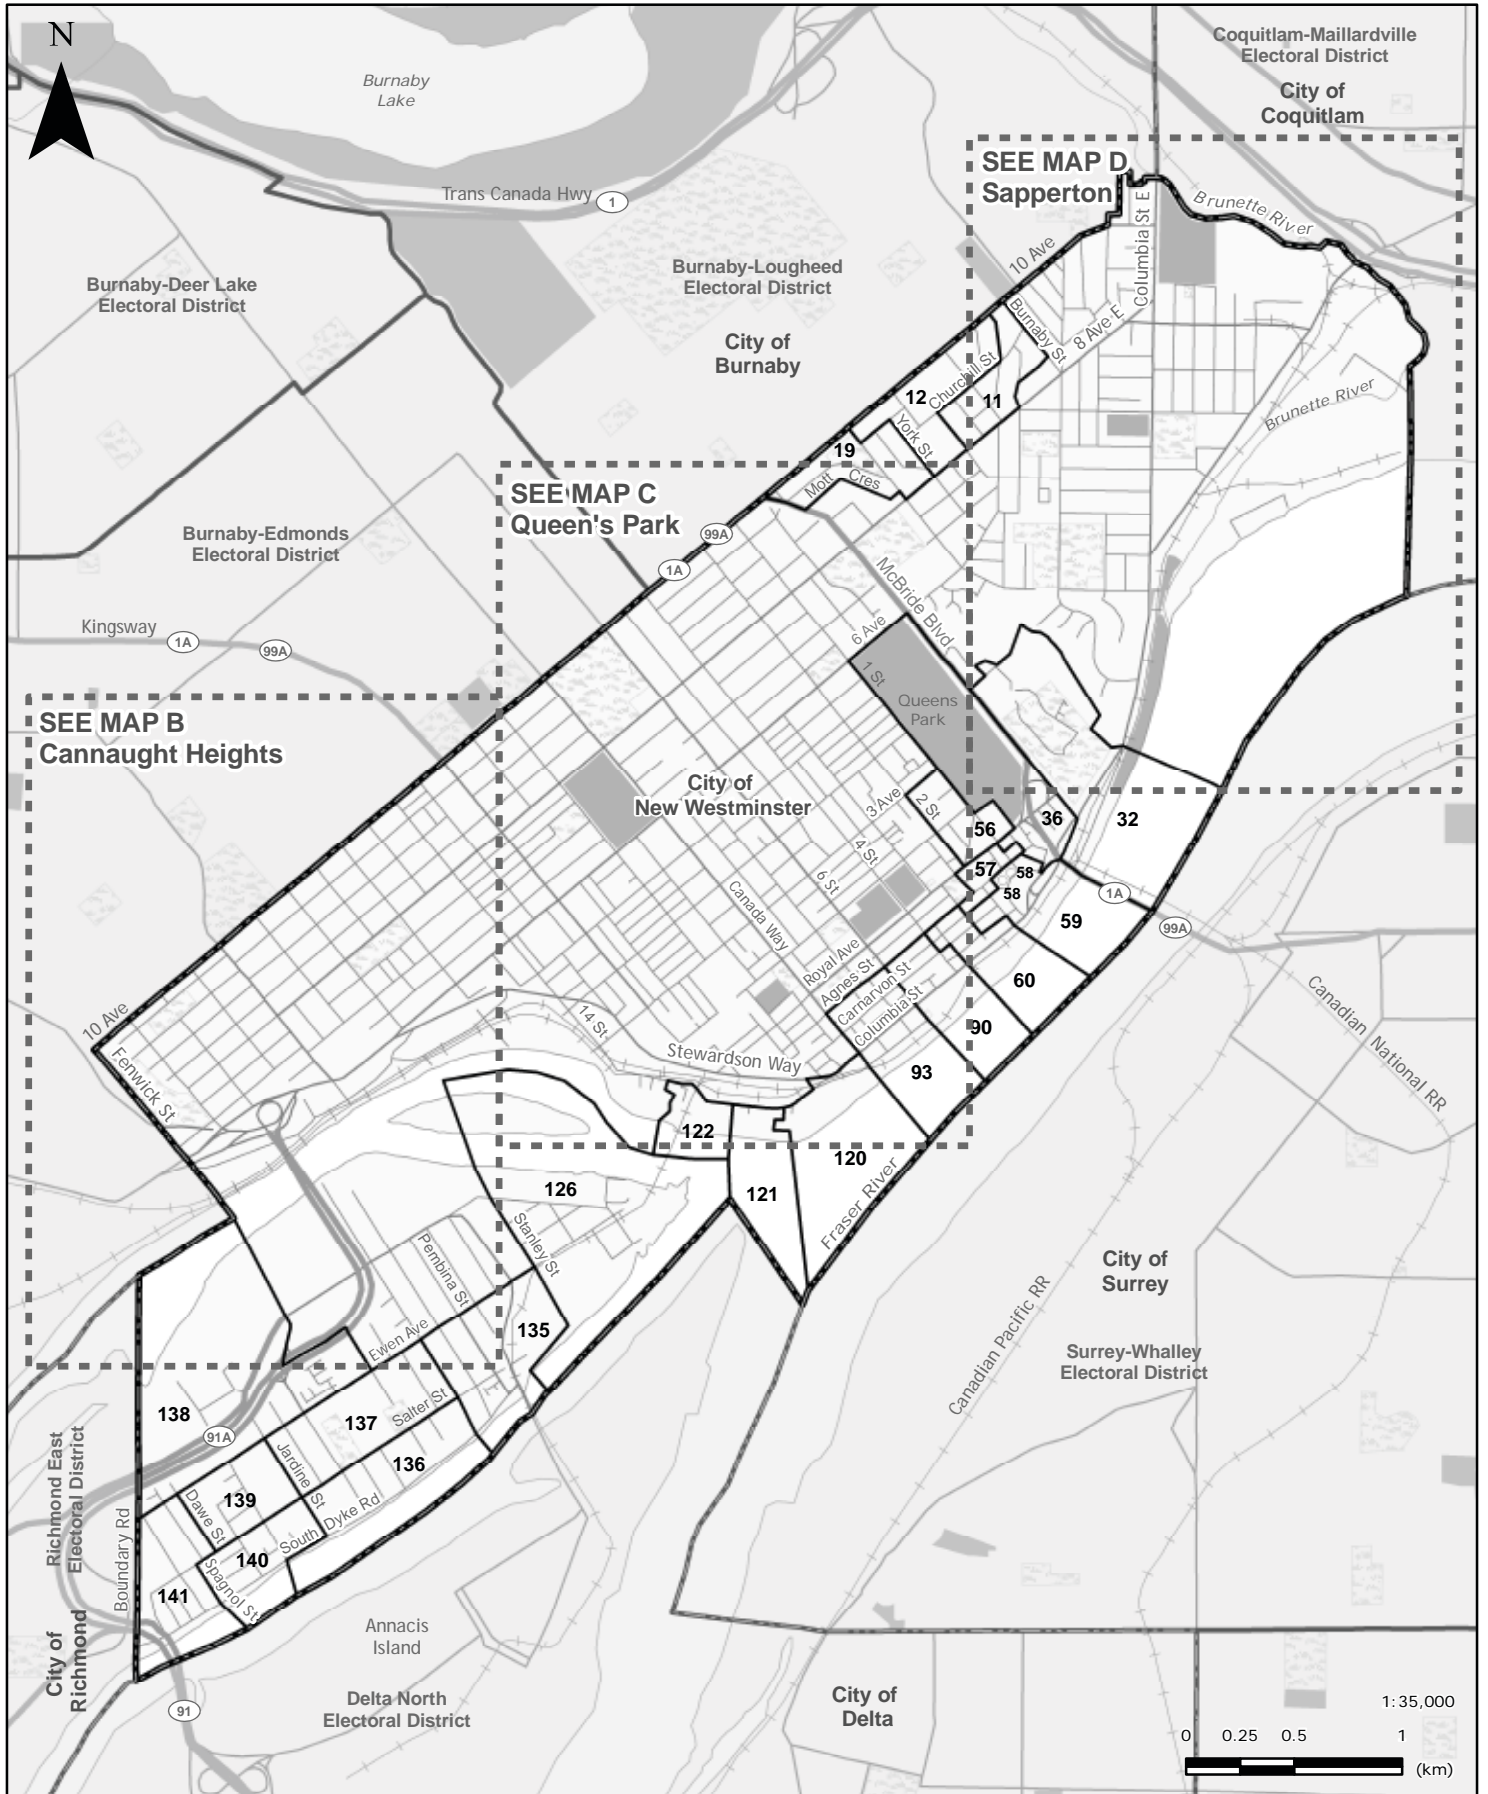 N
Burnaby
Lake
Coquitlam-Maillardville
Electoral District
City of
Coquitlam
SEE MAP D
Sapperton
Trans Canada Hwy
1
Columbia St E
Brunette River
10 Ave
Burnaby-Deer Lake
Electoral District
Burnaby-Lougheed
Electoral District
City of
Burnaby
Burnaby St
8 Ave E
Churchill St
12
11
Brunette River
York St
19
Mott
Cres
SEE MAP C
Queen's Park
Burnaby-Edmonds
Electoral District
99A
1A
McBride Blvd
Kingsway
1A
99A
6 Ave
1 St
Queens
Park
SEE MAP B
Cannaught Heights
City of
New Westminster
3 Ave
2 St
56
36
32
4 St
57
58
58
6 St
1A
59
99A
Canada Way
Royal Ave
Agnes St
Carnarvon St
Columbia St
60
90
93
Canadian National RR
10 Ave
Fenwick St
14 St
Stewardson Way
122
120
126
121
Fraser River
Stanley St
Pembina St
City of
Surrey
Canadian Pacific RR
135
Ewen Ave
Surrey-Whalley
Electoral District
138
137
Salter St
91A
136
Jardine St
Richmond East
Electoral District
139
Dawe St
South Dyke Rd
140
Boundary Rd
141
Spagnol St
City of
Richmond
Annacis
Island
91
Delta North
Electoral District
City of
Delta
1:35,000
0 0.25 0.5 1
(km)